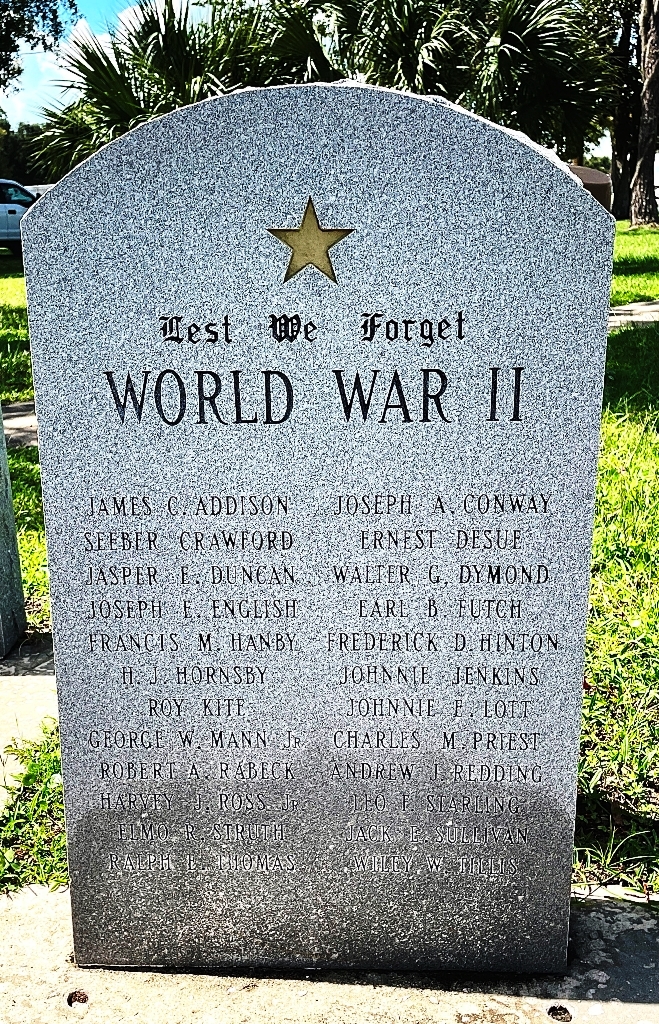 Lest We Forget
WORLD WAR II
JAMES C. ADDISON
SEEBER CRAWFORD
JASPER E. DUNCAN
JOSEPH E. ENGLISH
FRANCIS M. HANBY
H. J. HORNSBY
ROY KITE
GEORGE W. MANN JR.
ROBERT A. RABECK
HARVEY J. ROSS JR.
ELMO R. STRUTH
RALPH E. THOMAS
JOSEPH A. CONWAY
ERNEST DESUE
WALTER G. DYMOND
EARL B. FUTCH
FREDERICK D. HINTON
JOHNNIE JENKINS
JOHNNIE E. LOTT
CHARLES M. PRIEST
ANDREW J. REDDING
LEO F. STARLING
JACK E. SULLIVAN
WILEY W. TILLIS